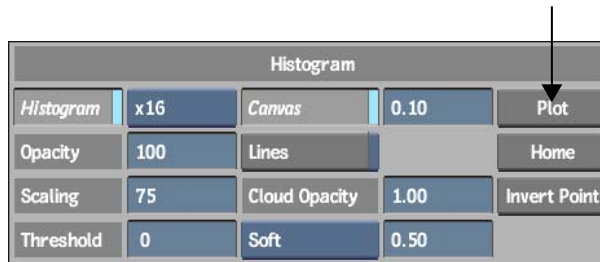 Histogram
Histogram x16 Canvas 0.10 Plot
Opacity 100 Lines Home
Scaling 75 Cloud Opacity 1.00 Invert Point
Threshold 0 Soft 0.50